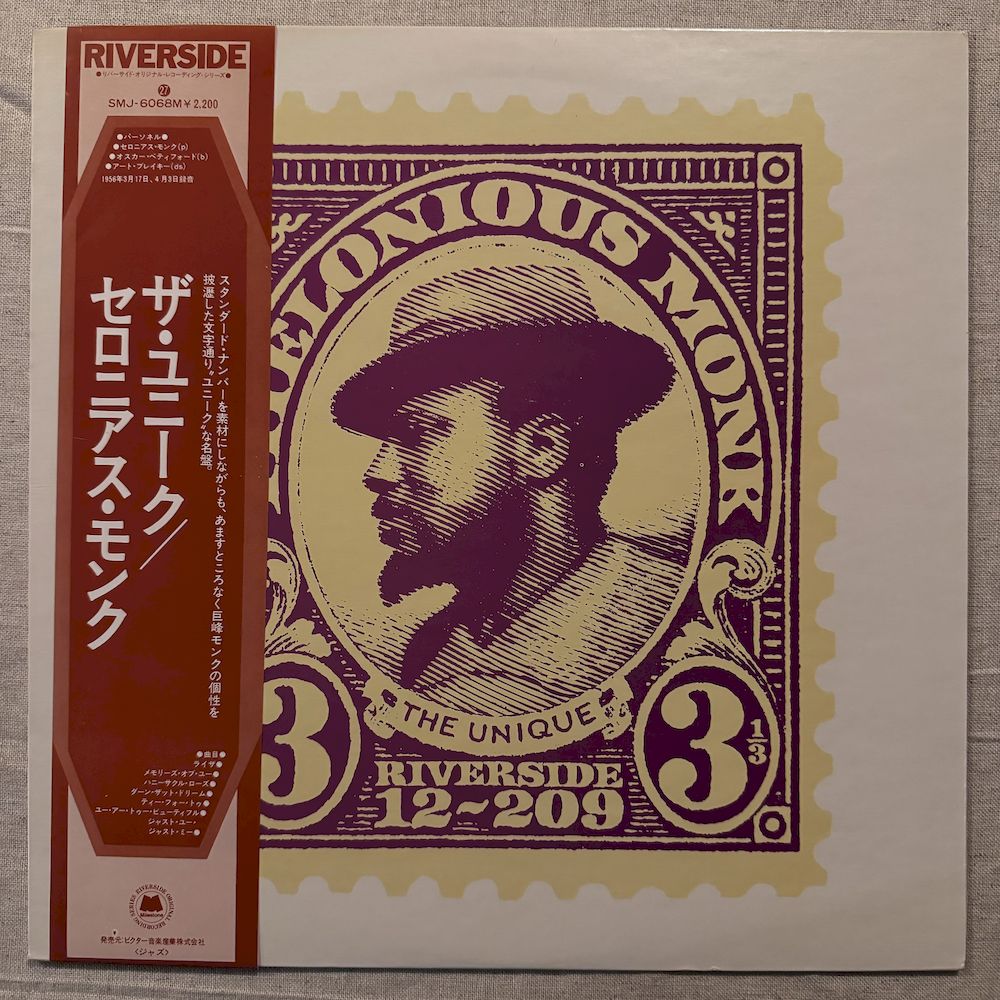 RIVERSIDE
●リバーサイド・オリジナル・レコーディング・シリーズ●
㉗
SMJ-6068M ¥2,200
●パーソネル●
●セロニアス・モンク(p)
●オスカー・ペティフォード(b)
●アート・ブレイキー(ds)
1956年3月17日、4月3日録音
スタンダード・ナンバーを素材にしながらも、あますところなく巨峰モンクの個性を
披瀝した文字通り“ユニーク”な名盤。
ザ・ユニーク/
セロニアス・モンク
●曲目●
ライザ●
メモリーズ・オブ・ユー●
ハニーサクル・ローズ●
ダーン・ザット・ドリーム●
ティー・フォー・トゥ●
ユー・アー・トゥー・ビューティフル●
ジャスト・ユー・
ジャスト・ミー●
RIVERSIDE ORIGINAL RECORDING SERIES
Milestone
発売元:ビクター音楽産業株式会社
〈ジャズ〉
HELONIOUS MONK
THE UNIQUE
3
3 1/3
RIVERSIDE
12~209